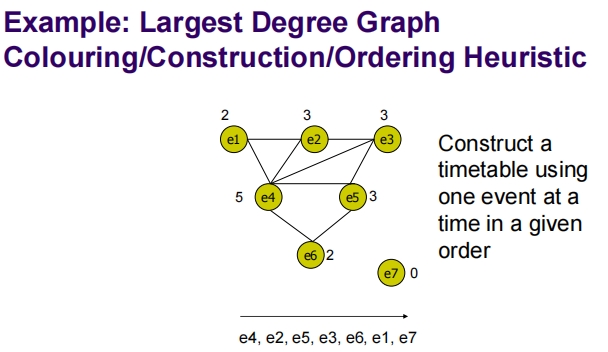 Example: Largest Degree Graph
Colouring/Construction/Ordering Heuristic
2 3 3
e1 e2 e3
Construct a
timetable using
one event at a
time in a given
order
5 e4 e5 3
e6 2
e7 0
e4, e2, e5, e3, e6, e1, e7